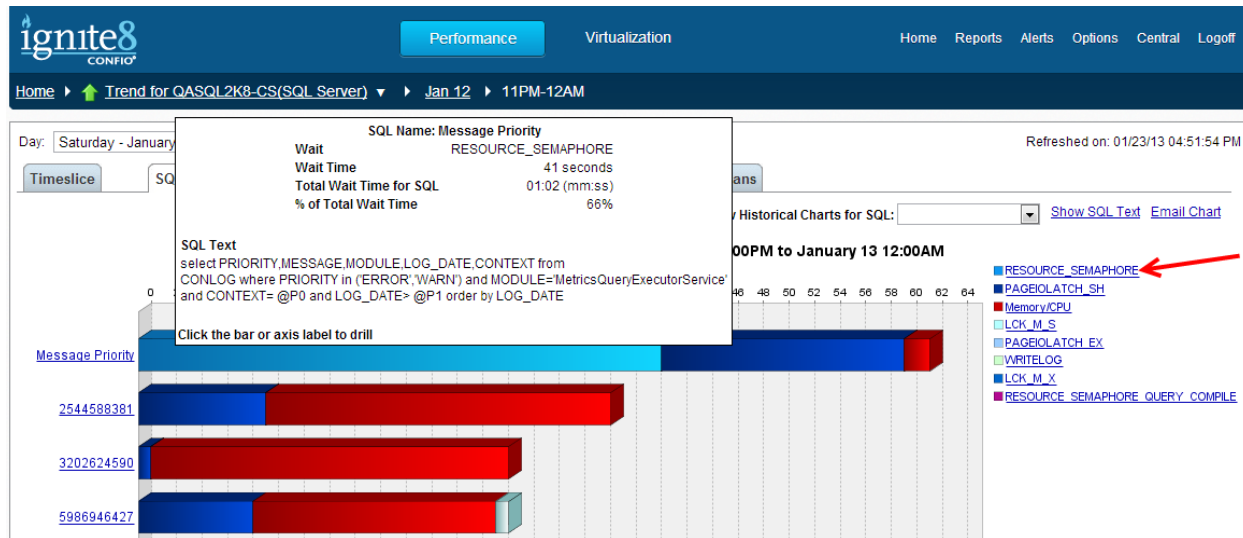 ignite8
CONFIO
Performance Virtualization Home Reports Alerts Options Central Logoff
Home Trend for QASQL2K8-CS(SQL Server) Jan 12 11PM-12AM
Day: Saturday - January
Refreshed on: 01/23/13 04:51:54 PM
Timeslice SQ ans
SQL Name: Message Priority
Wait RESOURCE_SEMAPHORE
Wait Time 41 seconds
Total Wait Time for SQL 01:02 (mm:ss)
% of Total Wait Time 66%
SQL Text
select PRIORITY,MESSAGE,MODULE,LOG_DATE,CONTEXT from
CONLOG where PRIORITY in ('ERROR','WARN') and MODULE='MetricsQueryExecutorService'
and CONTEXT= @P0 and LOG_DATE> @P1 order by LOG_DATE
Click the bar or axis label to drill
Historical Charts for SQL: Show SQL Text Email Chart
00PM to January 13 12:00AM
0 46 48 50 52 54 56 58 60 62 64
RESOURCE_SEMAPHORE
PAGEIOLATCH_SH
Memory/CPU
LCK_M_S
PAGEIOLATCH_EX
WRITELOG
LCK_M_X
RESOURCE_SEMAPHORE_QUERY_COMPILE
Message Priority
2544588381
3202624590
5986946427